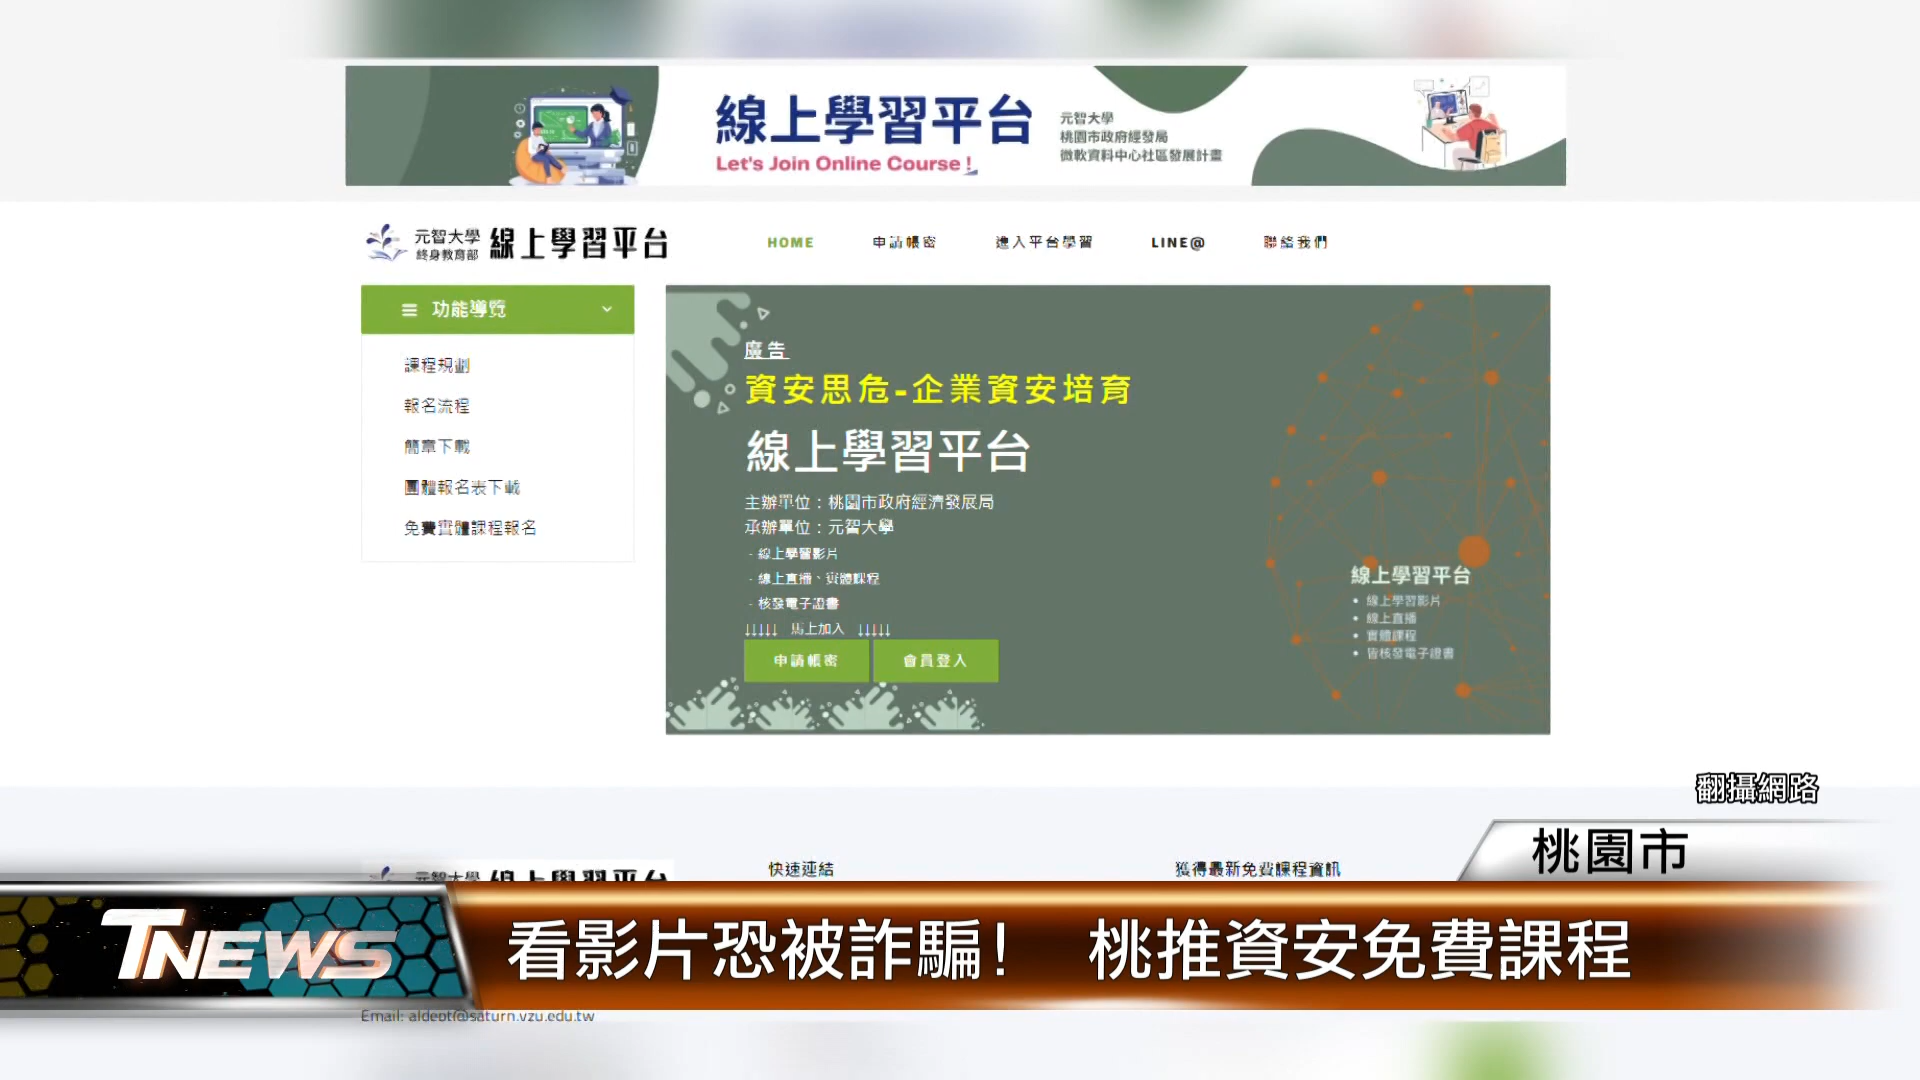 線上學習平台
Let's Join Online Course !
元智大學
桃園市政府經發局
微軟資料中心社區發展計畫
元智大學
終身教育部
線上學習平台
HOME
申請帳密
進入平台學習
LINE@
聯絡我們
功能導覽
課程規劃
報名流程
簡章下載
團體報名表下載
免費實體課程報名
廣告
資安思危-企業資安培育
線上學習平台
主辦單位：桃園市政府經濟發展局
承辦單位：元智大學
- 線上學習影片
- 線上直播、實體課程
- 核發電子證書
↓↓↓↓↓ 馬上加入 ↓↓↓↓↓
申請帳密
會員登入
線上學習平台
• 線上學習影片
• 線上直播
• 實體課程
• 皆核發電子證書
翻攝網路
桃園市
快速連結
獲得最新免費課程資訊
TNEWS
看影片恐被詐騙！ 桃推資安免費課程
Email: aldept@saturn.yzu.edu.tw